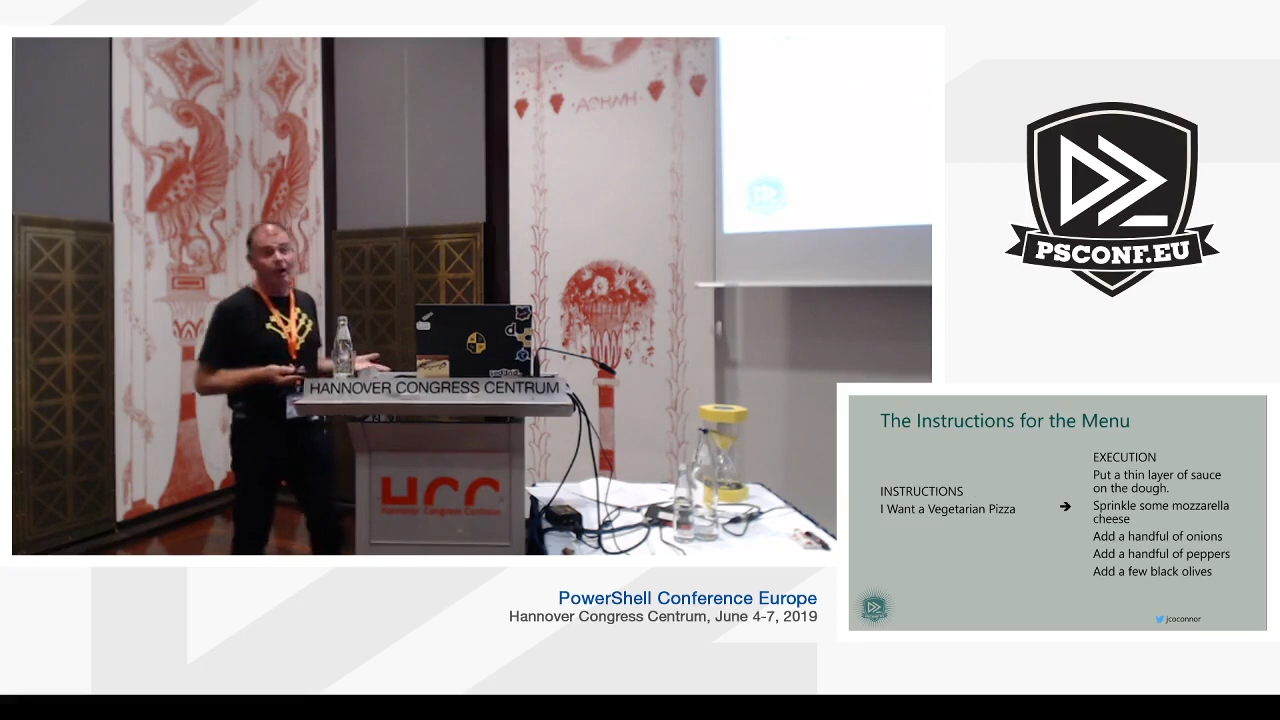 ·ACHAIA·
HANNOVER CONGRESS CENTRUM
HCC
Hannover Congress Centrum
PSCONF.EU
The Instructions for the Menu
INSTRUCTIONS
I Want a Vegetarian Pizza
➔
EXECUTION
Put a thin layer of sauce
on the dough.
Sprinkle some mozzarella
cheese
Add a handful of onions
Add a handful of peppers
Add a few black olives
jcoconnor
PowerShell Conference Europe
Hannover Congress Centrum, June 4-7, 2019